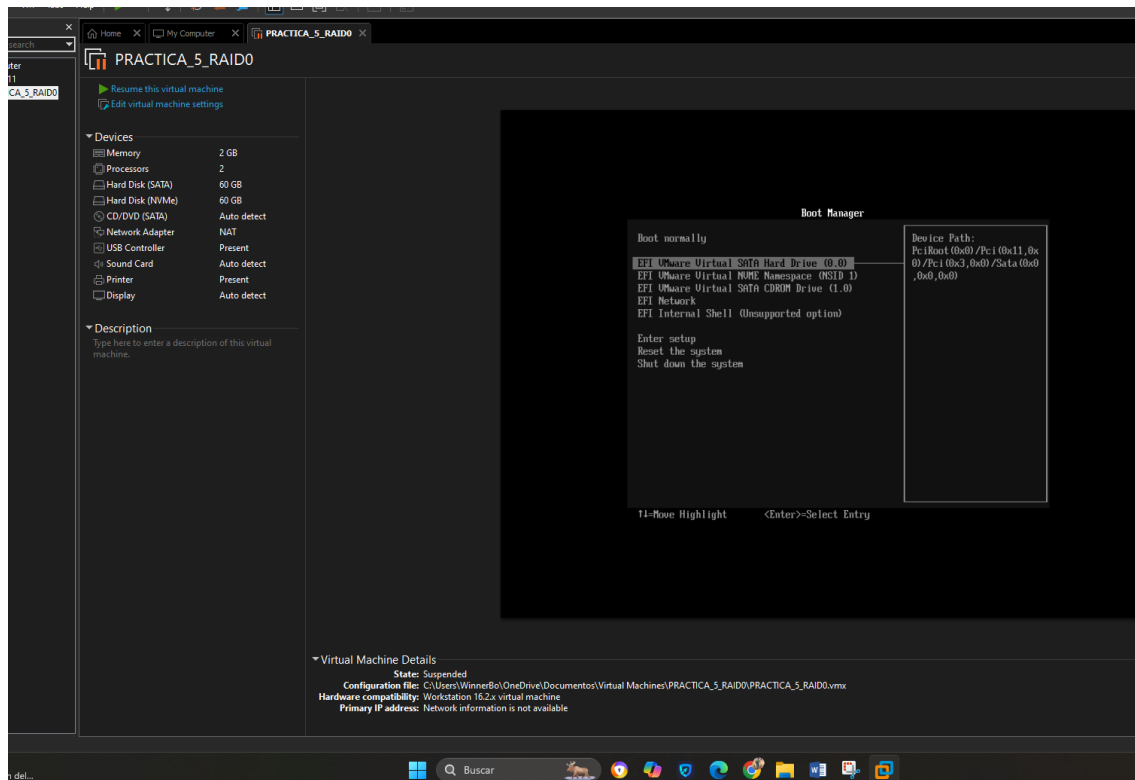 Home
My Computer
PRACTICA_5_RAID0
search
11
CA_5_RAID0
PRACTICA_5_RAID0
Resume this virtual machine
Edit virtual machine settings
Devices
Memory 2 GB
Processors 2
Hard Disk (SATA) 60 GB
Hard Disk (NVMe) 60 GB
CD/DVD (SATA) Auto detect
Network Adapter NAT
USB Controller Present
Sound Card Auto detect
Printer Present
Display Auto detect
Description
Type here to enter a description of this virtual
machine.
Boot Manager
Boot normally
EFI VMware Virtual SATA Hard Drive (0.0)
EFI VMware Virtual NVME Namespace (NSID 1)
EFI VMware Virtual SATA CDROM Drive (1.0)
EFI Network
EFI Internal Shell (Unsupported option)
Enter setup
Reset the system
Shut down the system
Device Path:
PciRoot(0x0)/Pci(0x11,0x
0)/Pci(0x3,0x0)/Sata(0x0
,0x0,0x0)
↑↓=Move Highlight <Enter>=Select Entry
Virtual Machine Details
State: Suspended
Configuration file: C:\Users\WinnerBo\OneDrive\Documentos\Virtual Machines\PRACTICA_5_RAID0\PRACTICA_5_RAID0.vmx
Hardware compatibility: Workstation 16.2.x virtual machine
Primary IP address: Network information is not available
del...
Buscar